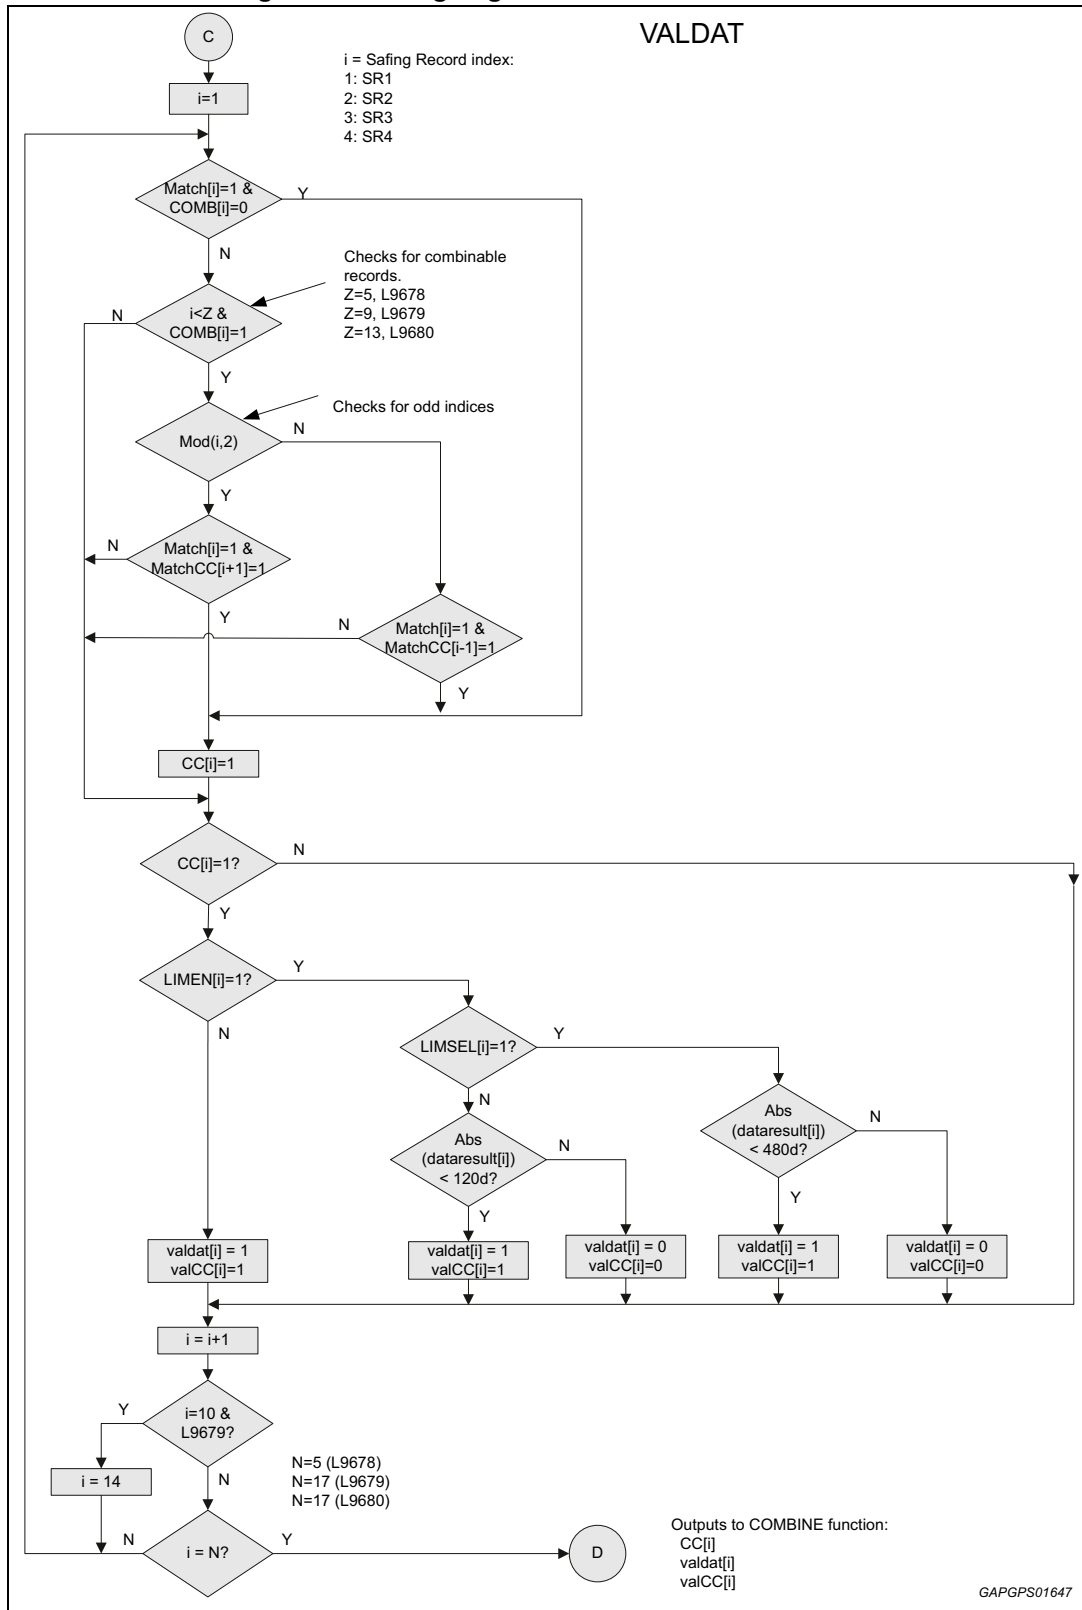 VALDAT
C
i = Safing Record index:
1: SR1
2: SR2
3: SR3
4: SR4
i=1
Match[i]=1 &
COMB[i]=0
Y
N
Checks for combinable
records.
Z=5, L9678
Z=9, L9679
Z=13, L9680
i<Z &
COMB[i]=1
N
Y
Checks for odd indices
Mod(i,2)
N
Y
Match[i]=1 &
MatchCC[i+1]=1
N
Y
Match[i]=1 &
MatchCC[i-1]=1
N
Y
CC[i]=1
CC[i]=1?
N
Y
LIMEN[i]=1?
Y
N
LIMSEL[i]=1?
Y
N
Abs
(dataresult[i])
< 120d?
N
Y
Abs
(dataresult[i])
< 480d?
N
Y
valdat[i] = 1
valCC[i]=1
valdat[i] = 1
valCC[i]=1
valdat[i] = 0
valCC[i]=0
valdat[i] = 1
valCC[i]=1
valdat[i] = 0
valCC[i]=0
i = i+1
i=10 &
L9679?
Y
N
i = 14
N=5 (L9678)
N=17 (L9679)
N=17 (L9680)
i = N?
N
Y
D
Outputs to COMBINE function:
CC[i]
valdat[i]
valCC[i]
GAPGPS01647